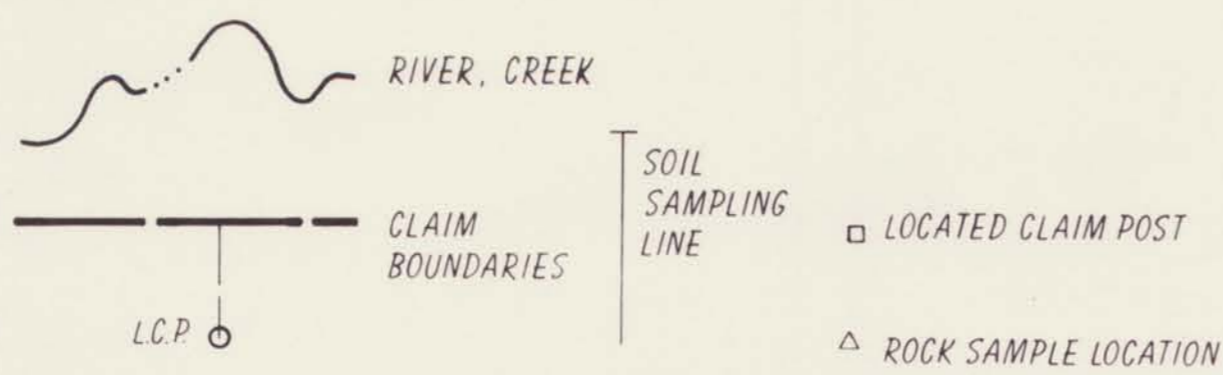 RIVER, CREEK
CLAIM
BOUNDARIES
L.C.P.
SOIL
SAMPLING
LINE
LOCATED CLAIM POST
ROCK SAMPLE LOCATION